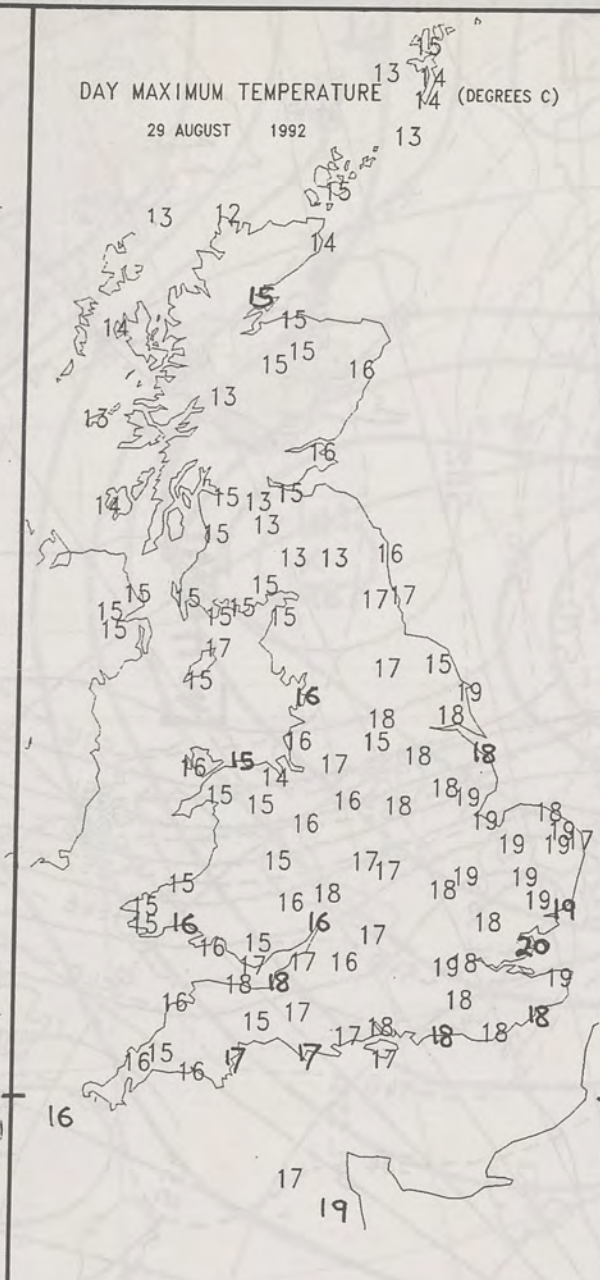 15
13 14
DAY MAXIMUM TEMPERATURE 14 (DEGREES C)
29 AUGUST 1992 13
15
13 12
14
15
15
14
15 15
16
13
13
16
14 15 13 15
15 13
13 13 16
15 15 15 17 17
15 15 15 15
15
17
15 17 15
16 19
18 18
16 15 18
16 15 17 18
14
15 15 16 18 18 19
16 19 18
19 19 19 17
15 17 17
15 16 18 18 19 19
15 19 19
15 16 16 18
16 15 17 20
17 17 16 19 18
18 18 19
16 18
15 17 18
17 18 18 18
16 15 17 17 17
16
16
17
19